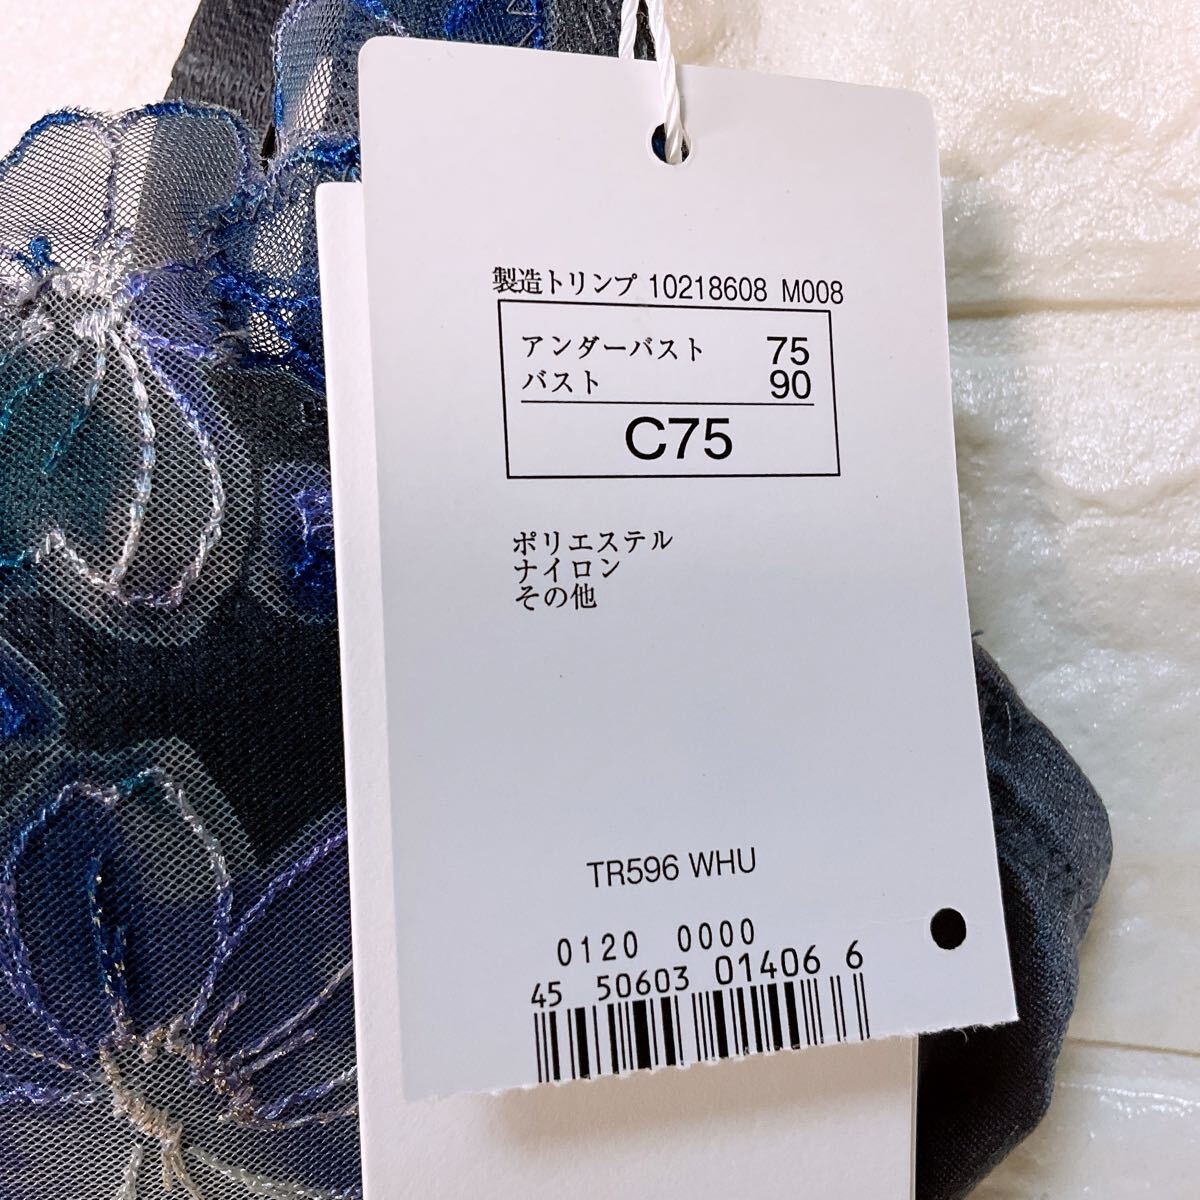 製造トリンプ 10218608 M008
アンダーバスト 75
バスト 90
C75
ポリエステル
ナイロン
その他
TR596 WHU
0120 0000
45 50603 01406 6